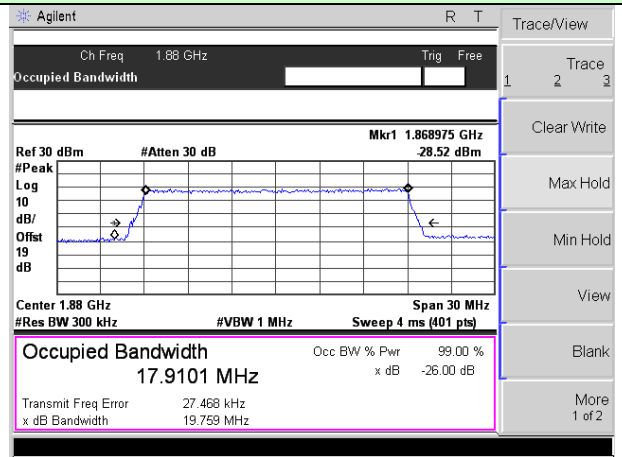 Agilent R T Trace/View
Ch Freq 1.88 GHz Trig Free
Occupied Bandwidth
Trace
1 2 3
Clear Write
Mkr1 1.868975 GHz
Ref 30 dBm #Atten 30 dB -28.52 dBm
#Peak
Log
10
dB/
Offst
19
dB
Max Hold
Min Hold
Center 1.88 GHz Span 30 MHz
#Res BW 300 kHz #VBW 1 MHz Sweep 4 ms (401 pts)
View
Occupied Bandwidth Occ BW % Pwr 99.00 %
17.9101 MHz x dB -26.00 dB
Blank
Transmit Freq Error 27.468 kHz
x dB Bandwidth 19.759 MHz
More
1 of 2